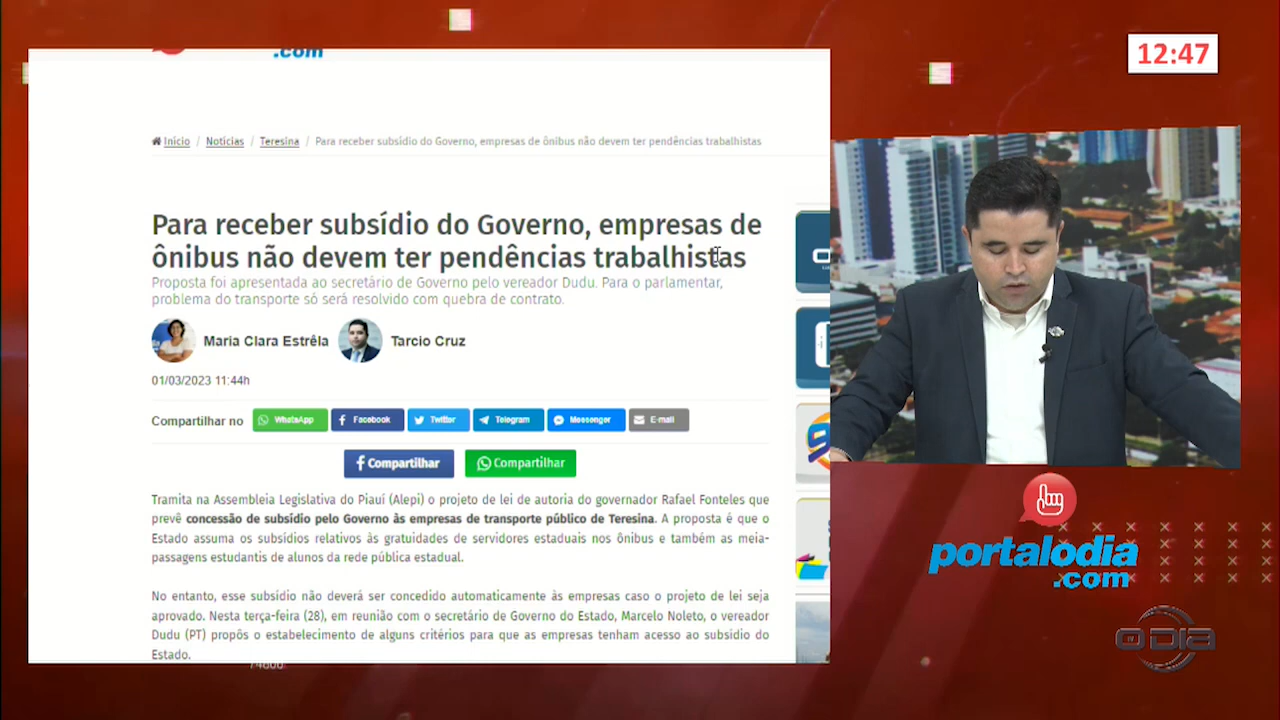 12:47
.com
Início / Notícias / Teresina / Para receber subsídio do Governo, empresas de ônibus não devem ter pendências trabalhistas
Para receber subsídio do Governo, empresas de
ônibus não devem ter pendências trabalhistas
Proposta foi apresentada ao secretário de Governo pelo vereador Dudu. Para o parlamentar,
problema do transporte só será resolvido com quebra de contrato.
Maria Clara Estrêla Tarcio Cruz
01/03/2023 11:44h
Compartilhar no WhatsApp Facebook Twitter Telegram Messenger E-mail
Compartilhar Compartilhar
Tramita na Assembleia Legislativa do Piauí (Alepi) o projeto de lei de autoria do governador Rafael Fonteles que
prevê concessão de subsídio pelo Governo às empresas de transporte público de Teresina. A proposta é que o
Estado assuma os subsídios relativos às gratuidades de servidores estaduais nos ônibus e também as meia-
passagens estudantis de alunos da rede pública estadual.
No entanto, esse subsídio não deverá ser concedido automaticamente às empresas caso o projeto de lei seja
aprovado. Nesta terça-feira (28), em reunião com o secretário de Governo do Estado, Marcelo Noleto, o vereador
Dudu (PT) propôs o estabelecimento de alguns critérios para que as empresas tenham acesso ao subsídio do
Estado.
portalodia
.com
O DIA